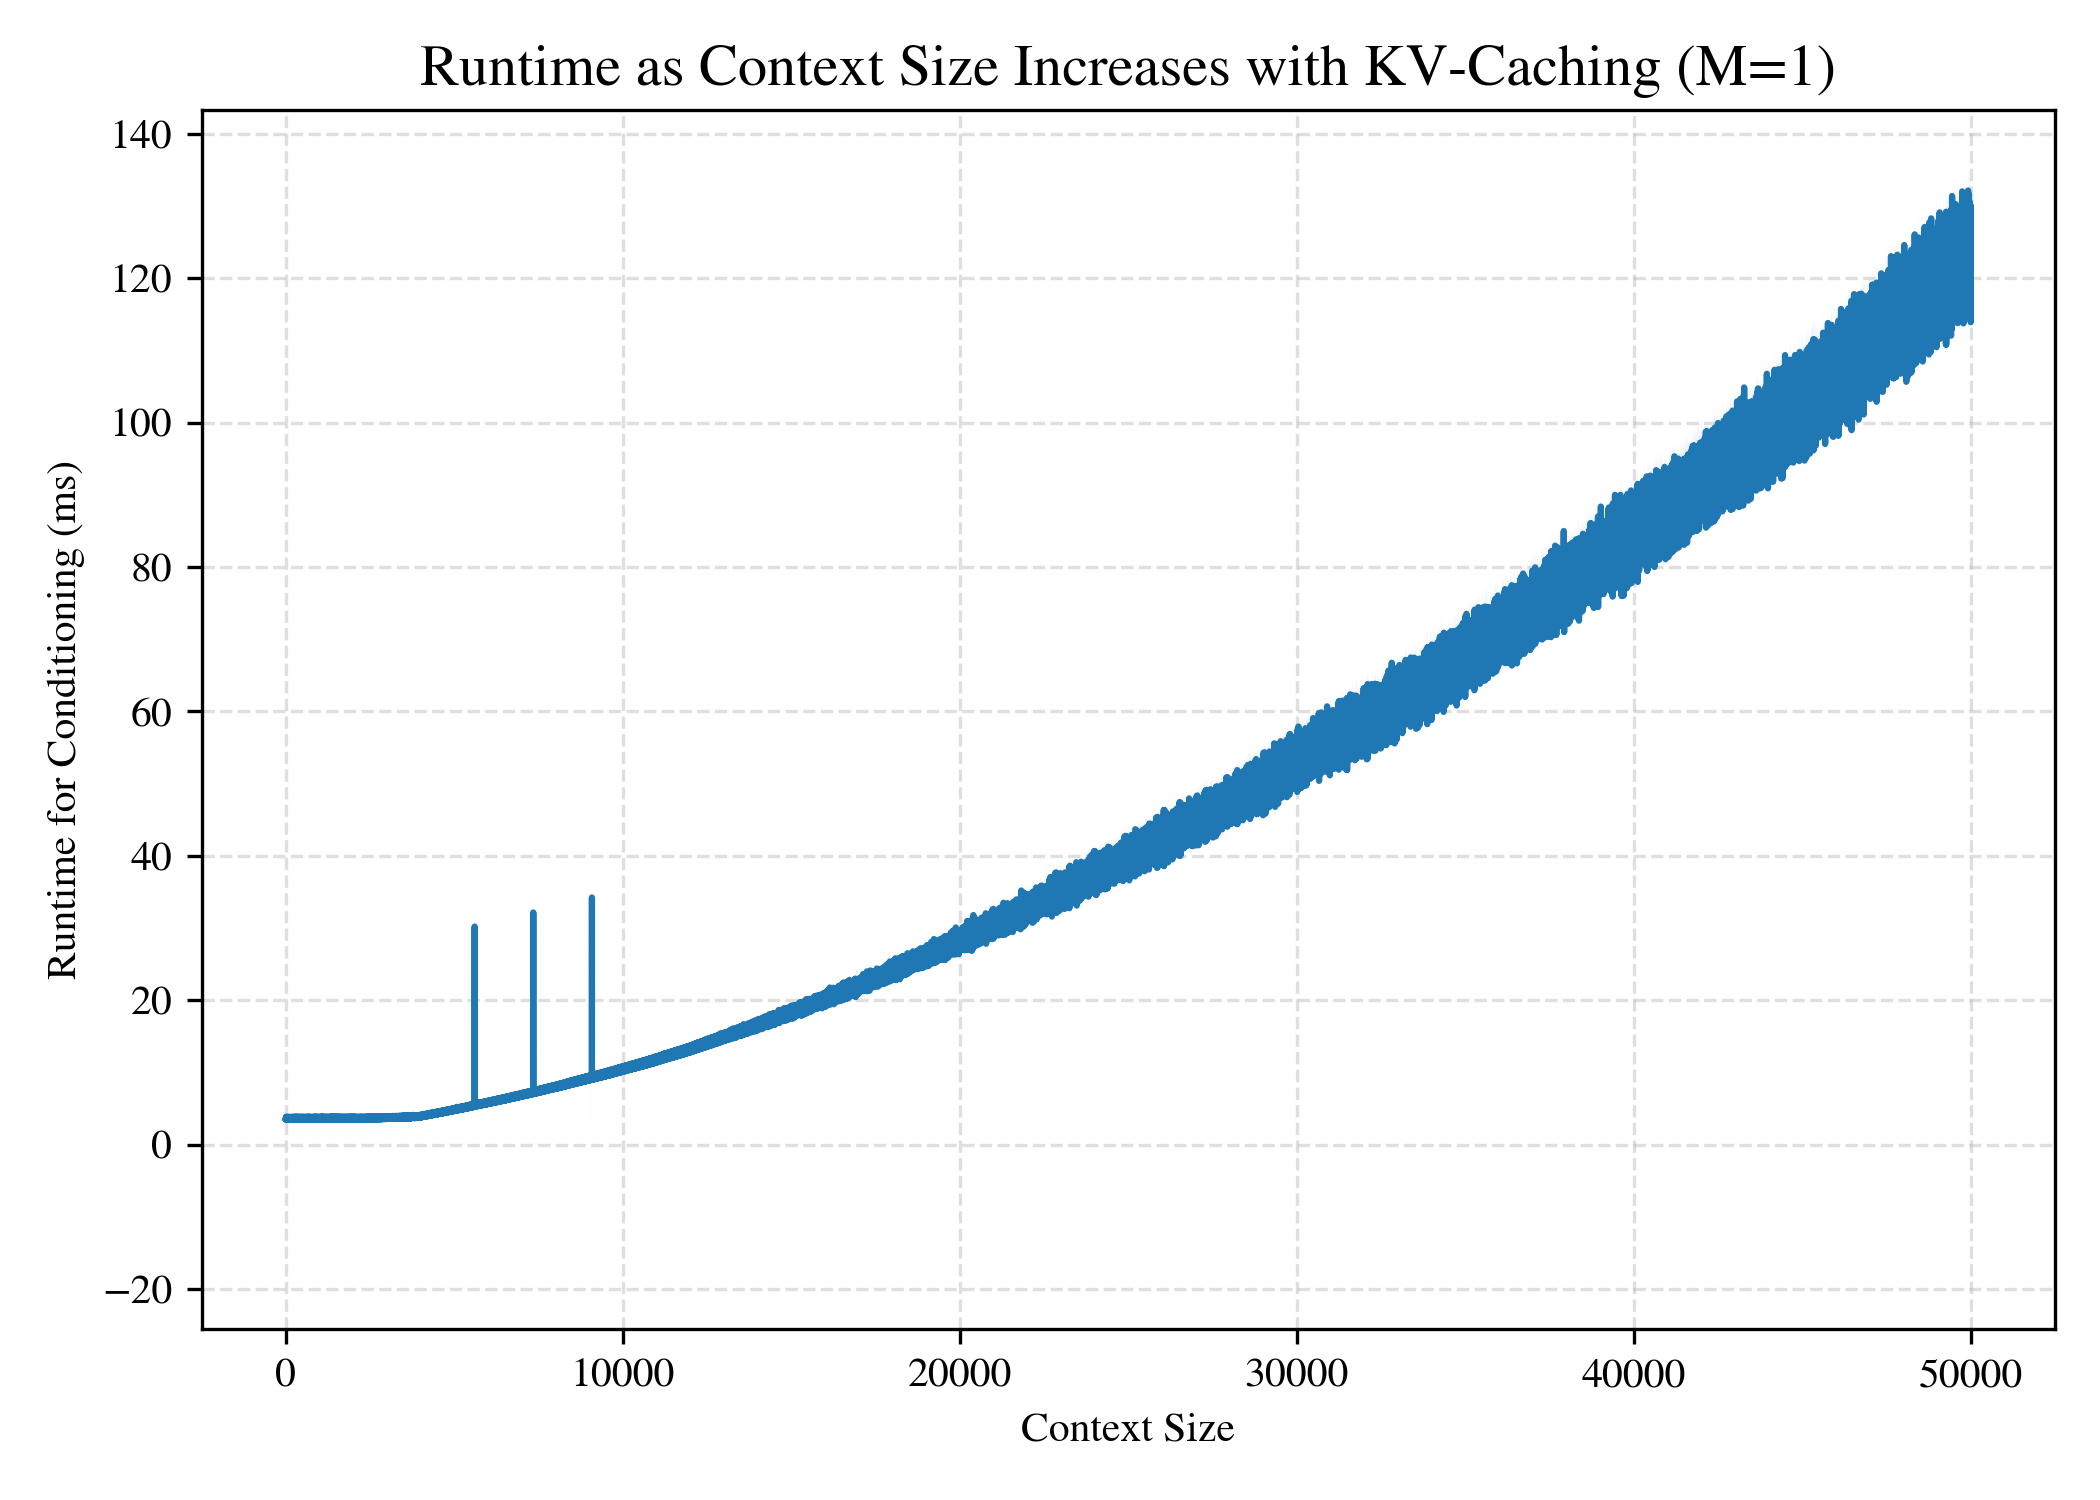 Runtime as Context Size Increases with KV-Caching (M=1)
140
120
100
80
60
40
20
0
−20
Runtime for Conditioning (ms)
0 10000 20000 30000 40000 50000
Context Size